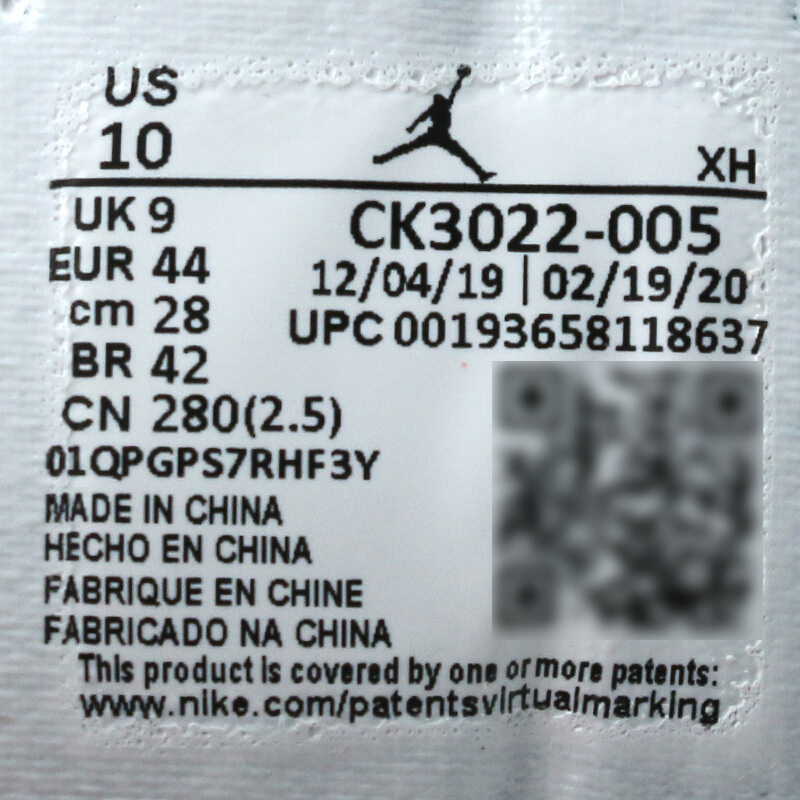 US
10
XH
UK 9
CK3022-005
EUR 44
12/04/19 | 02/19/20
cm 28
UPC 00193658118637
BR 42
CN 280(2.5)
01QPGPS7RHF3Y
MADE IN CHINA
HECHO EN CHINA
FABRIQUE EN CHINE
FABRICADO NA CHINA
This product is covered by one or more patents:
www.nike.com/patentsvirtualmarking